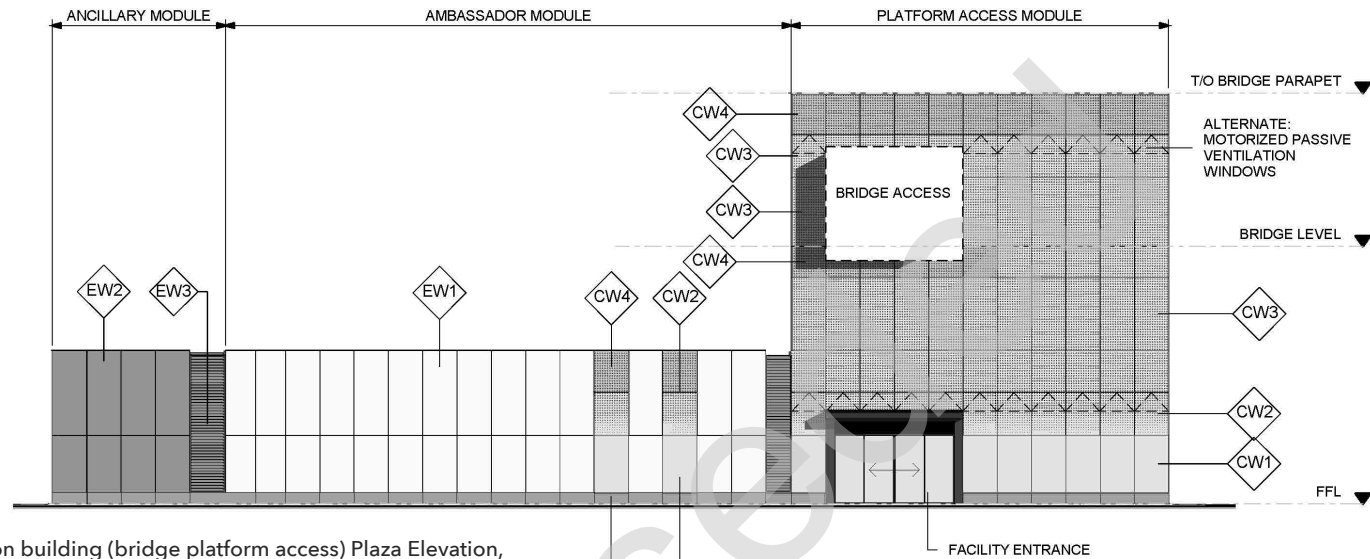 ANCILLARY MODULE
AMBASSADOR MODULE
PLATFORM ACCESS MODULE
T/O BRIDGE PARAPET
CW4
ALTERNATE:
MOTORIZED PASSIVE
VENTILATION
WINDOWS
CW3
BRIDGE ACCESS
CW3
BRIDGE LEVEL
CW4
EW2
EW3
EW1
CW4
CW2
CW3
CW2
CW1
FFL
on building (bridge platform access) Plaza Elevation,
FACILITY ENTRANCE